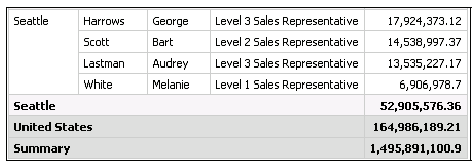 Seattle Harrows George Level 3 Sales Representative 17,924,373.12
Scott Bart Level 2 Sales Representative 14,538,997.37
Lastman Audrey Level 3 Sales Representative 13,535,227.17
White Melanie Level 1 Sales Representative 6,906,978.7
Seattle 52,905,576.36
United States 164,986,189.21
Summary 1,495,891,100.9